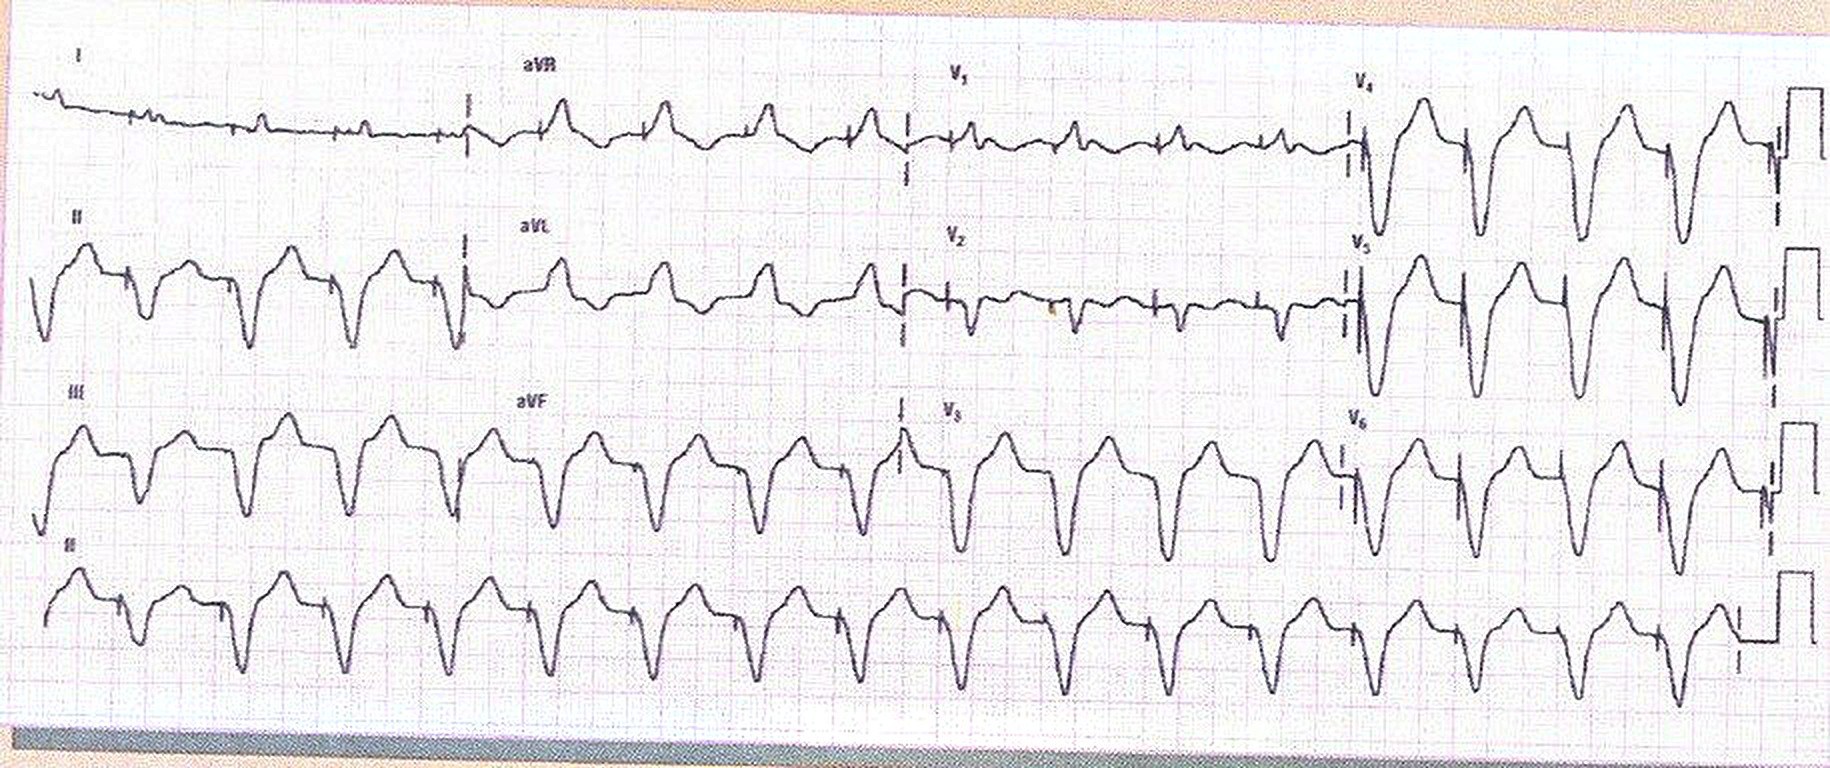 I aVR V₁ V₄
II aVL V₂ V₅
III aVF V₃ V₆
II